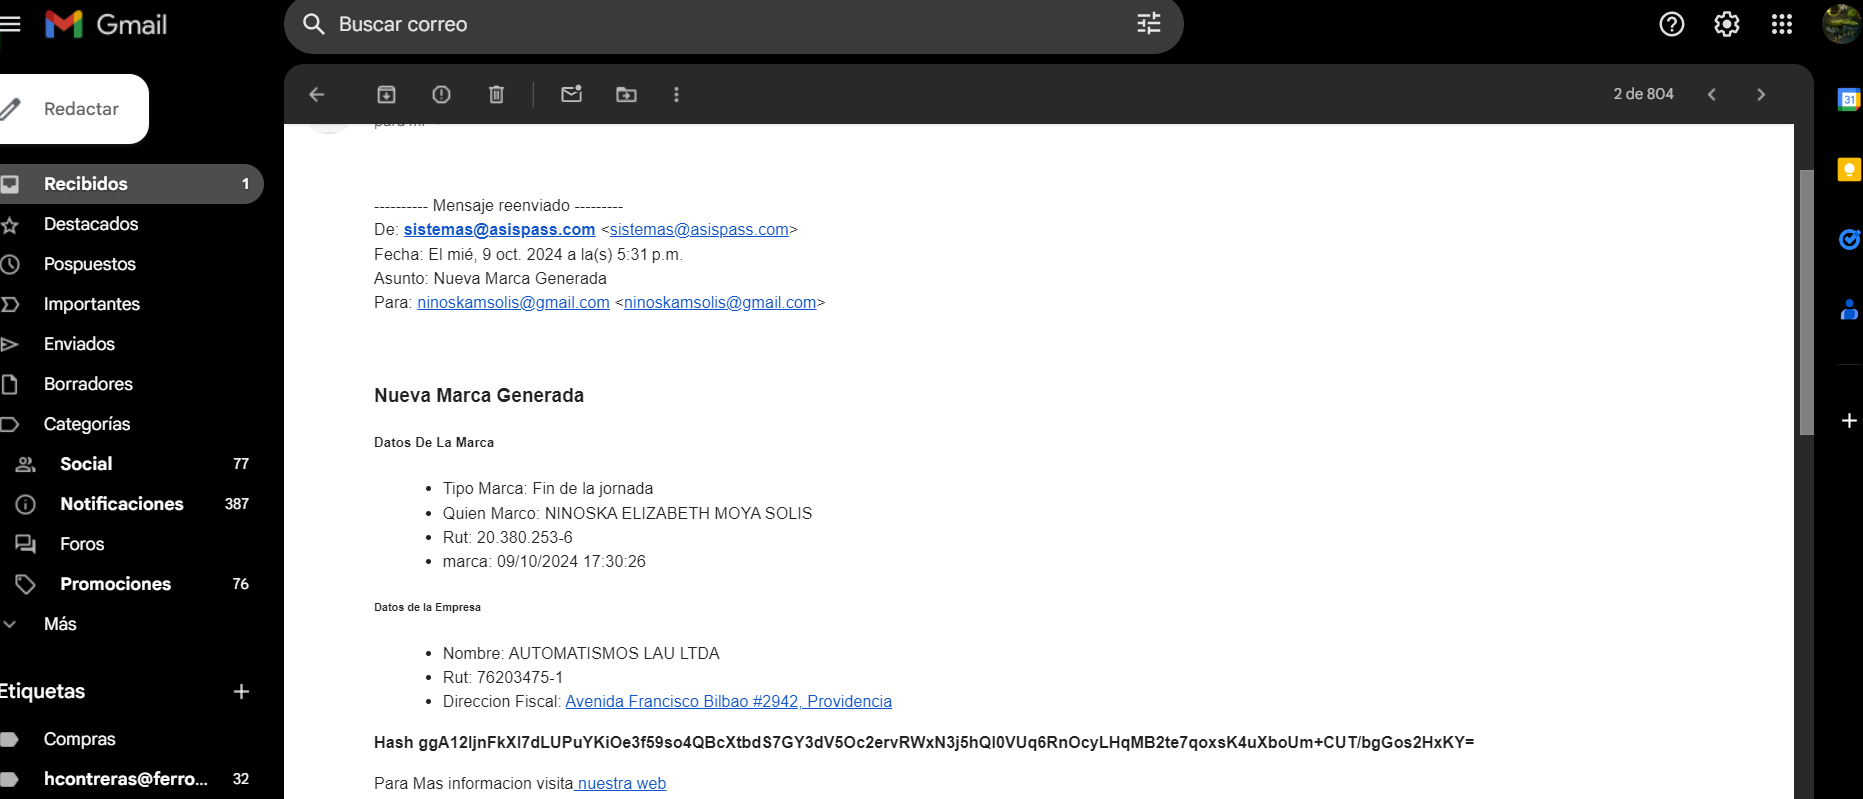 Gmail
Buscar correo
Redactar
2 de 804
Recibidos 1
Destacados
Pospuestos
Importantes
Enviados
Borradores
Categorías
Social 77
Notificaciones 387
Foros
Promociones 76
Más
Etiquetas
Compras
hcontreras@ferro... 32
---------- Mensaje reenviado ---------
De: sistemas@asispass.com <sistemas@asispass.com>
Fecha: El mié, 9 oct. 2024 a la(s) 5:31 p.m.
Asunto: Nueva Marca Generada
Para: ninoskamsolis@gmail.com <ninoskamsolis@gmail.com>
Nueva Marca Generada
Datos De La Marca
• Tipo Marca: Fin de la jornada
• Quien Marco: NINOSKA ELIZABETH MOYA SOLIS
• Rut: 20.380.253-6
• marca: 09/10/2024 17:30:26
Datos de la Empresa
• Nombre: AUTOMATISMOS LAU LTDA
• Rut: 76203475-1
• Direccion Fiscal: Avenida Francisco Bilbao #2942, Providencia
Hash ggA12ljnFkXI7dLUPuYKiOe3f59so4QBcXtbdS7GY3dV5Oc2ervRWxN3j5hQI0VUq6RnOcyLHqMB2te7qoxsK4uXboUm+CUT/bgGos2HxKY=
Para Mas informacion visita nuestra web
31